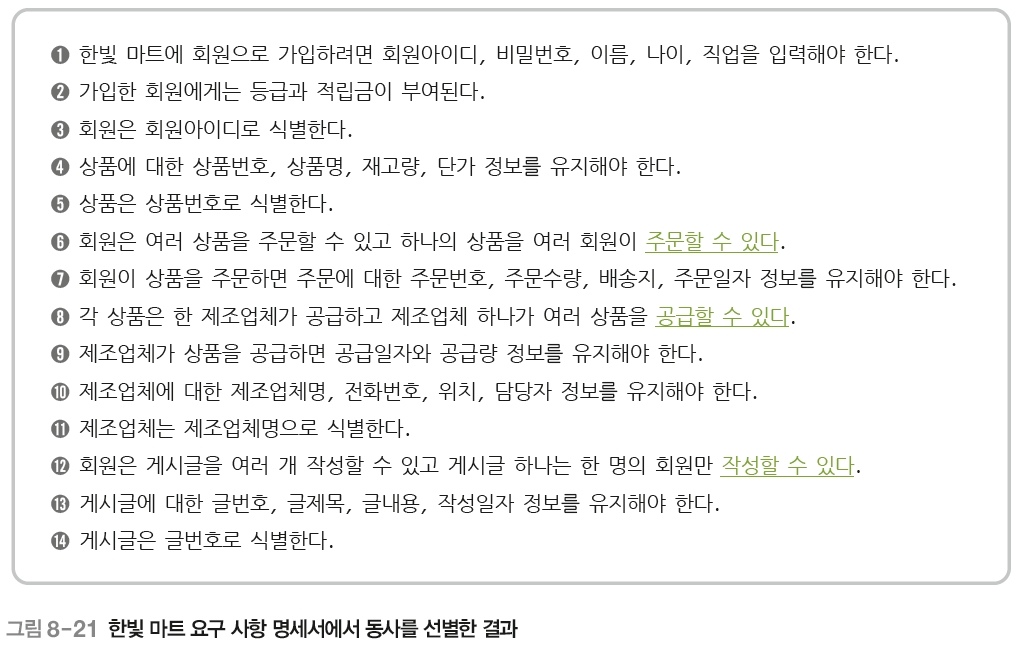 ❶ 한빛 마트에 회원으로 가입하려면 회원아이디, 비밀번호, 이름, 나이, 직업을 입력해야 한다.
❷ 가입한 회원에게는 등급과 적립금이 부여된다.
❸ 회원은 회원아이디로 식별한다.
❹ 상품에 대한 상품번호, 상품명, 재고량, 단가 정보를 유지해야 한다.
❺ 상품은 상품번호로 식별한다.
❻ 회원은 여러 상품을 주문할 수 있고 하나의 상품을 여러 회원이 주문할 수 있다.
❼ 회원이 상품을 주문하면 주문에 대한 주문번호, 주문수량, 배송지, 주문일자 정보를 유지해야 한다.
❽ 각 상품은 한 제조업체가 공급하고 제조업체 하나가 여러 상품을 공급할 수 있다.
❾ 제조업체가 상품을 공급하면 공급일자와 공급량 정보를 유지해야 한다.
❿ 제조업체에 대한 제조업체명, 전화번호, 위치, 담당자 정보를 유지해야 한다.
⓫ 제조업체는 제조업체명으로 식별한다.
⓬ 회원은 게시글을 여러 개 작성할 수 있고 게시글 하나는 한 명의 회원만 작성할 수 있다.
⓭ 게시글에 대한 글번호, 글제목, 글내용, 작성일자 정보를 유지해야 한다.
⓮ 게시글은 글번호로 식별한다.
그림 8-21 한빛 마트 요구 사항 명세서에서 동사를 선별한 결과